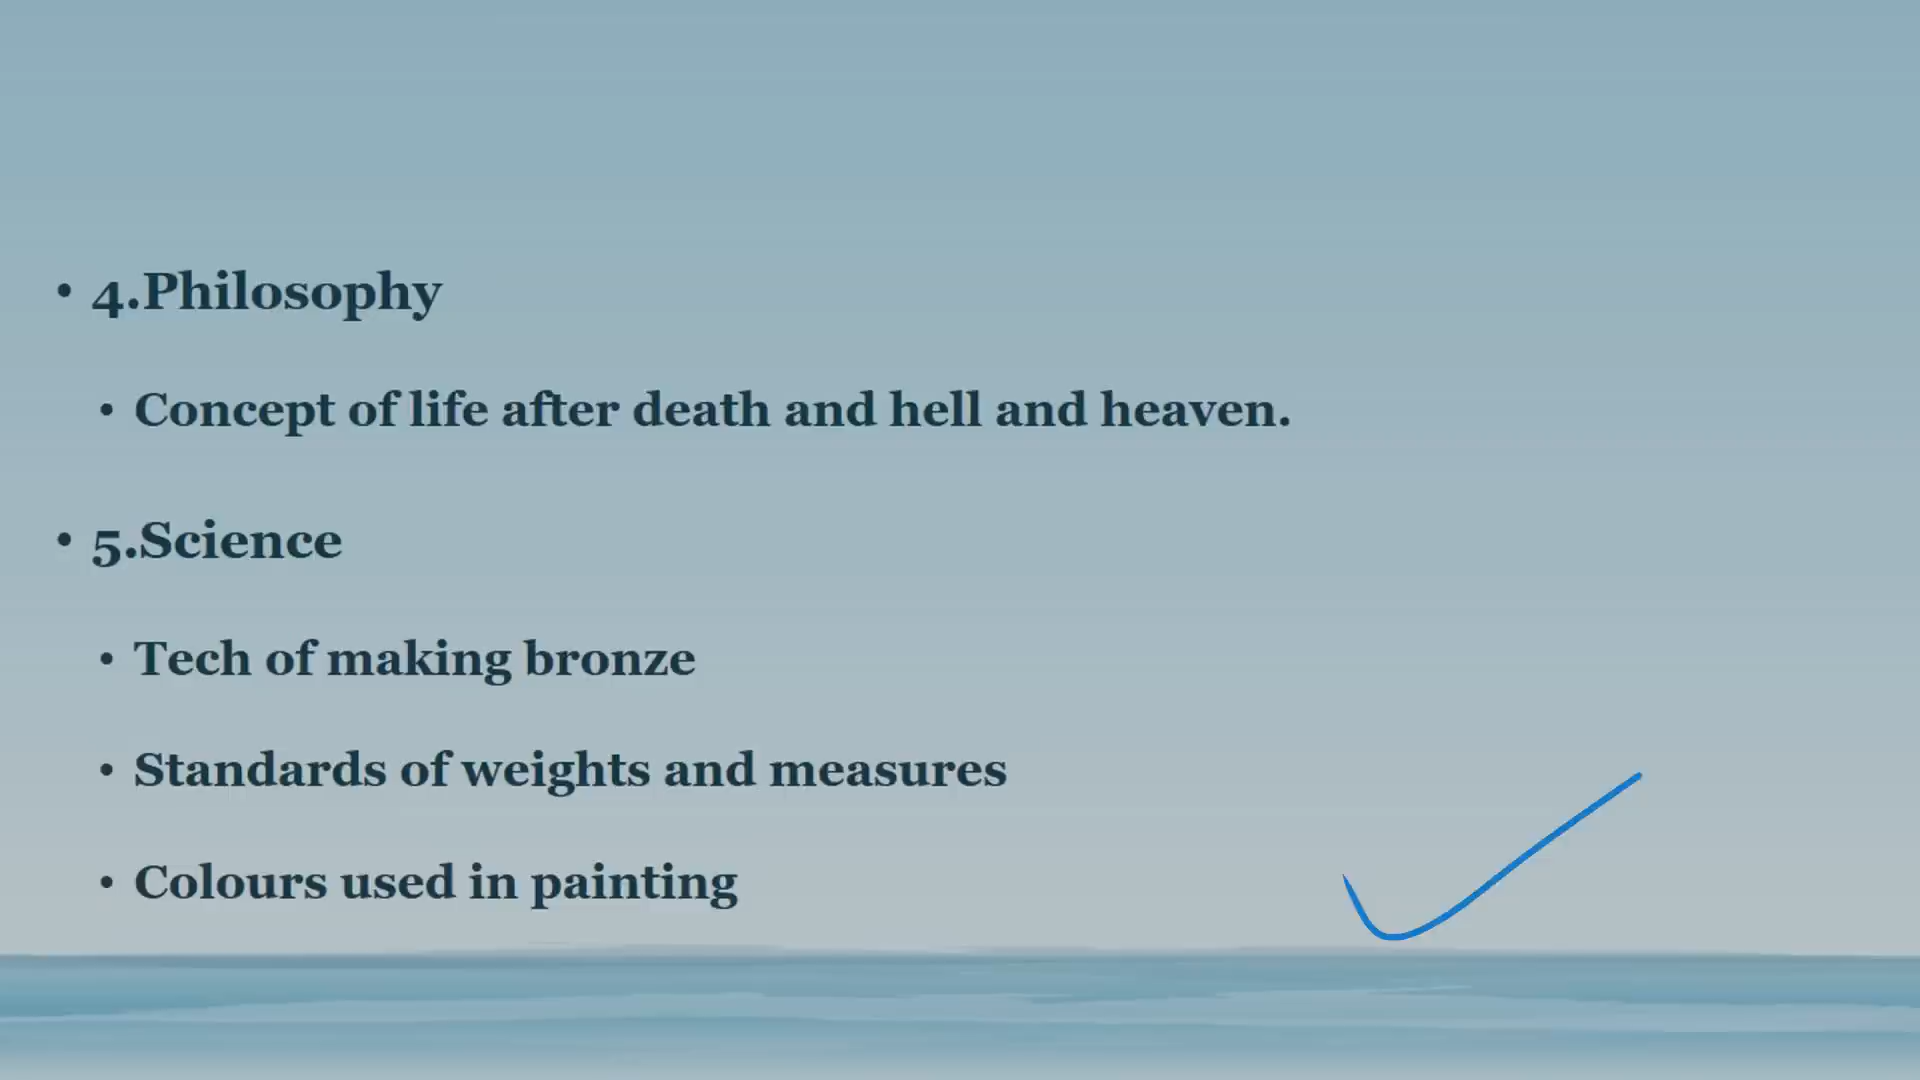 • 4.Philosophy
• Concept of life after death and hell and heaven.
• 5.Science
• Tech of making bronze
• Standards of weights and measures
• Colours used in painting